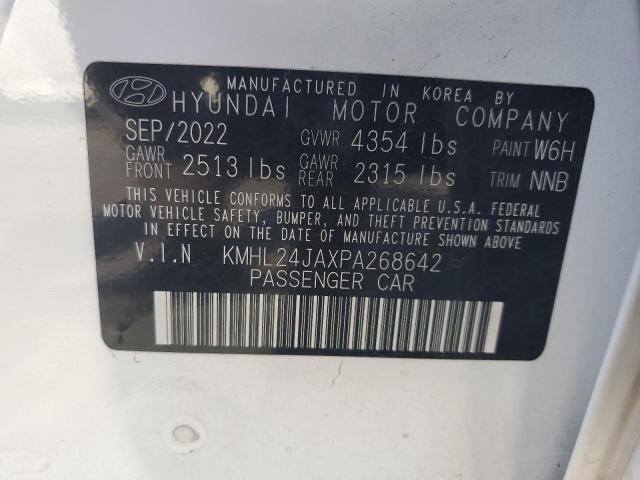 MANUFACTURED IN KOREA BY
HYUNDAI MOTOR COMPANY
SEP/2022 GVWR 4354 lbs PAINT W6H
GAWR FRONT 2513 lbs GAWR REAR 2315 lbs TRIM NNB
THIS VEHICLE CONFORMS TO ALL APPLICABLE U.S.A. FEDERAL
MOTOR VEHICLE SAFETY, BUMPER, AND THEFT PREVENTION STANDARDS
IN EFFECT ON THE DATE OF MANUFACTURE SHOWN ABOVE.
V.I.N KMHL24JAXPA268642
PASSENGER CAR